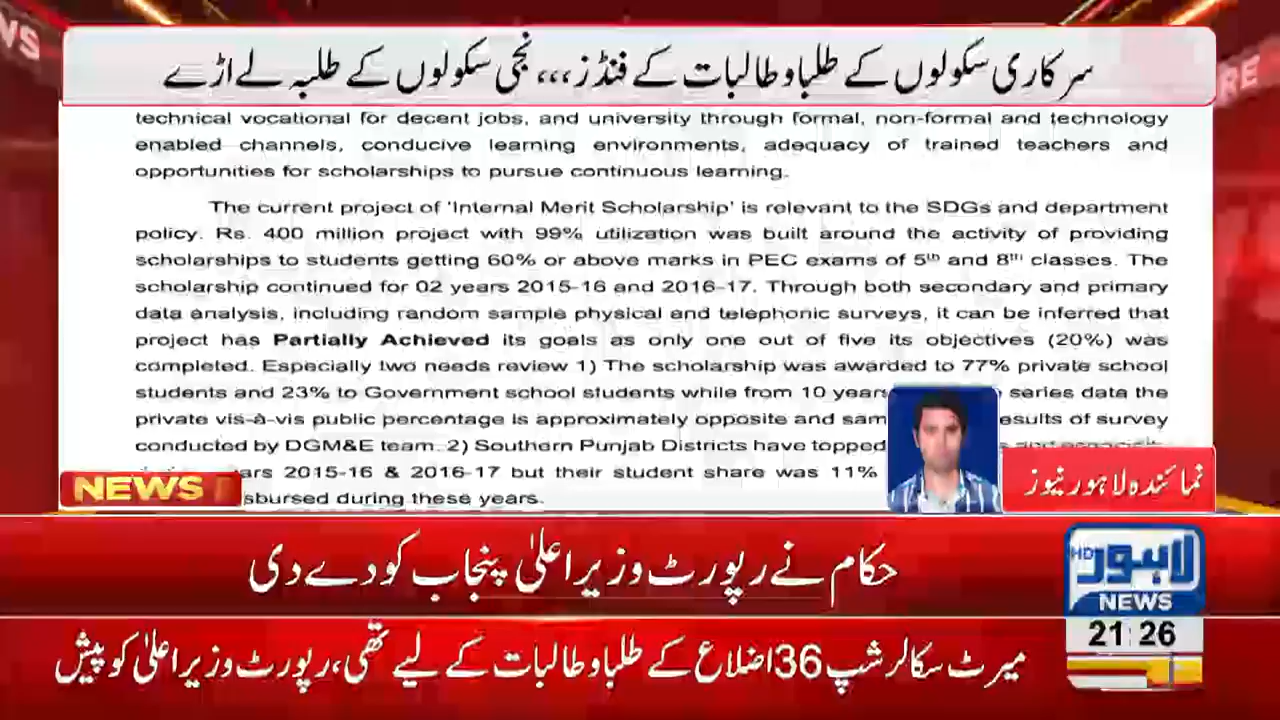 WS
RE
سرکاری سکولوں کے طلبا و طالبات کے فنڈز،،،نجی سکولوں کے طلبہ لے اڑے
technical vocational for decent jobs, and university through formal, non-formal and technology
enabled channels, conducive learning environments, adequacy of trained teachers and
opportunities for scholarships to pursue continuous learning.
The current project of 'Internal Merit Scholarship' is relevant to the SDGs and department
policy. Rs. 400 million project with 99% utilization was built around the activity of providing
scholarships to students getting 60% or above marks in PEC exams of 5th and 8th classes. The
scholarship continued for 02 years 2015-16 and 2016-17. Through both secondary and primary
data analysis, including random sample physical and telephonic surveys, it can be inferred that
project has Partially Achieved its goals as only one out of five its objectives (20%) was
completed. Especially two needs review 1) The scholarship was awarded to 77% private school
students and 23% to Government school students while from 10 years series data the
private vis-à-vis public percentage is approximately opposite and sam esults of survey
conducted by DGM&E team. 2) Southern Punjab Districts have topped
ars 2015-16 & 2016-17 but their student share was 11%
sbursed during these years.
نمائندہ لاہور نیوز
NEWS
حکام نے رپورٹ وزیراعلیٰ پنجاب کو دے دی
لاہور HD
NEWS
21:26
میرٹ سکالرشپ 36 اضلاع کے طلبا و طالبات کے لیے تھی، رپورٹ وزیراعلیٰ کو پیش